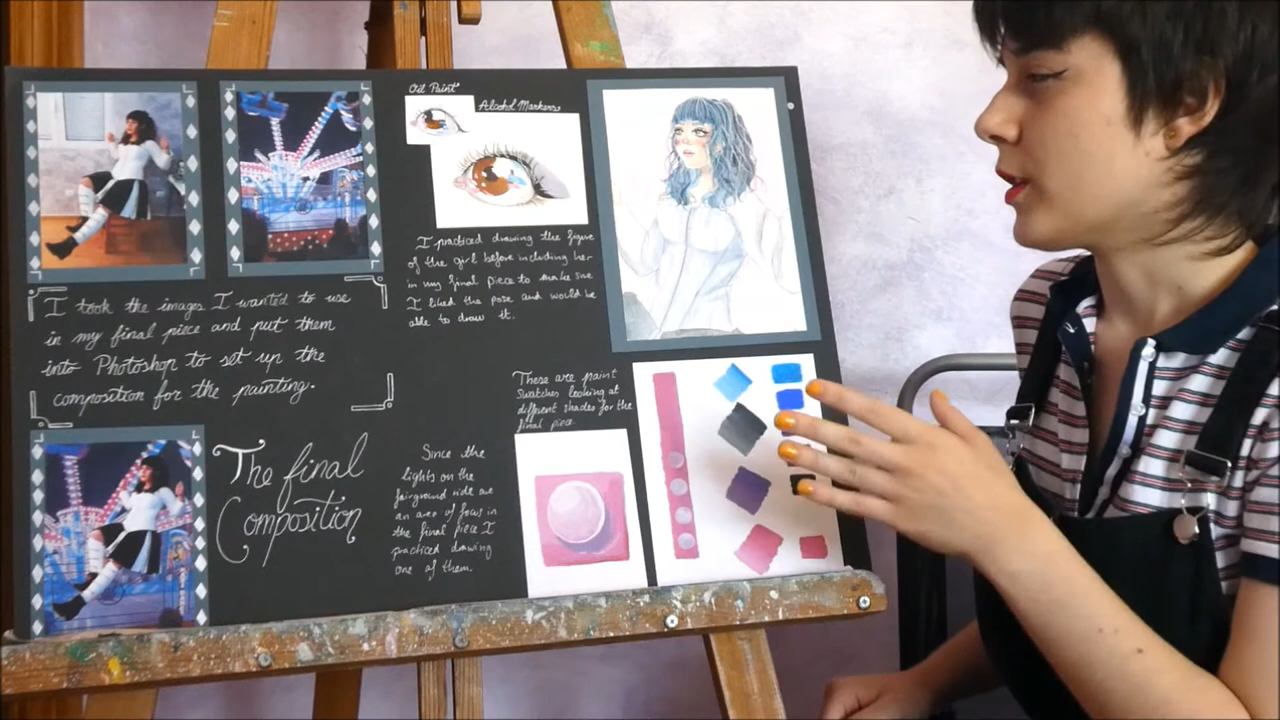 Oil Paint
Alcohol Markers
I practiced drawing the figure
of the girl before including her
in my final piece to make sure
I liked the pose and would be
able to draw it.
I took the images I wanted to use
in my final piece and put them
into Photoshop to set up the
composition for the painting.
These are paint
swatches looking at
different shades for the
final piece.
The final
Composition
Since the
lights on the
fairground ride are
an area of focus in
the final piece I
practiced drawing
one of them.